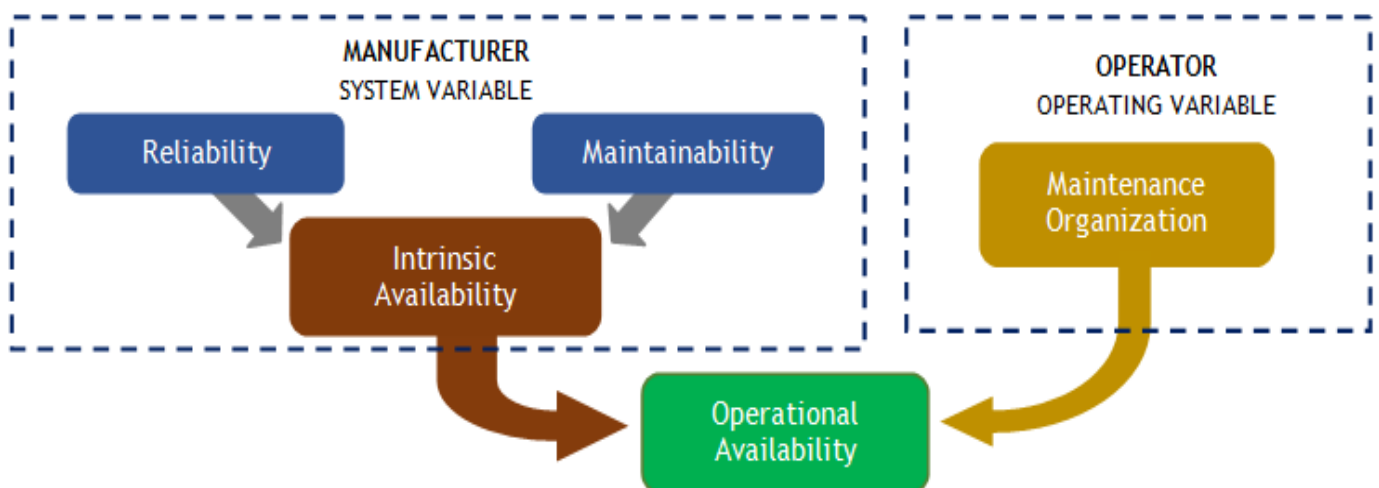 MANUFACTURER
SYSTEM VARIABLE
Reliability
Maintainability
Intrinsic
Availability
OPERATOR
OPERATING VARIABLE
Maintenance
Organization
Operational
Availability